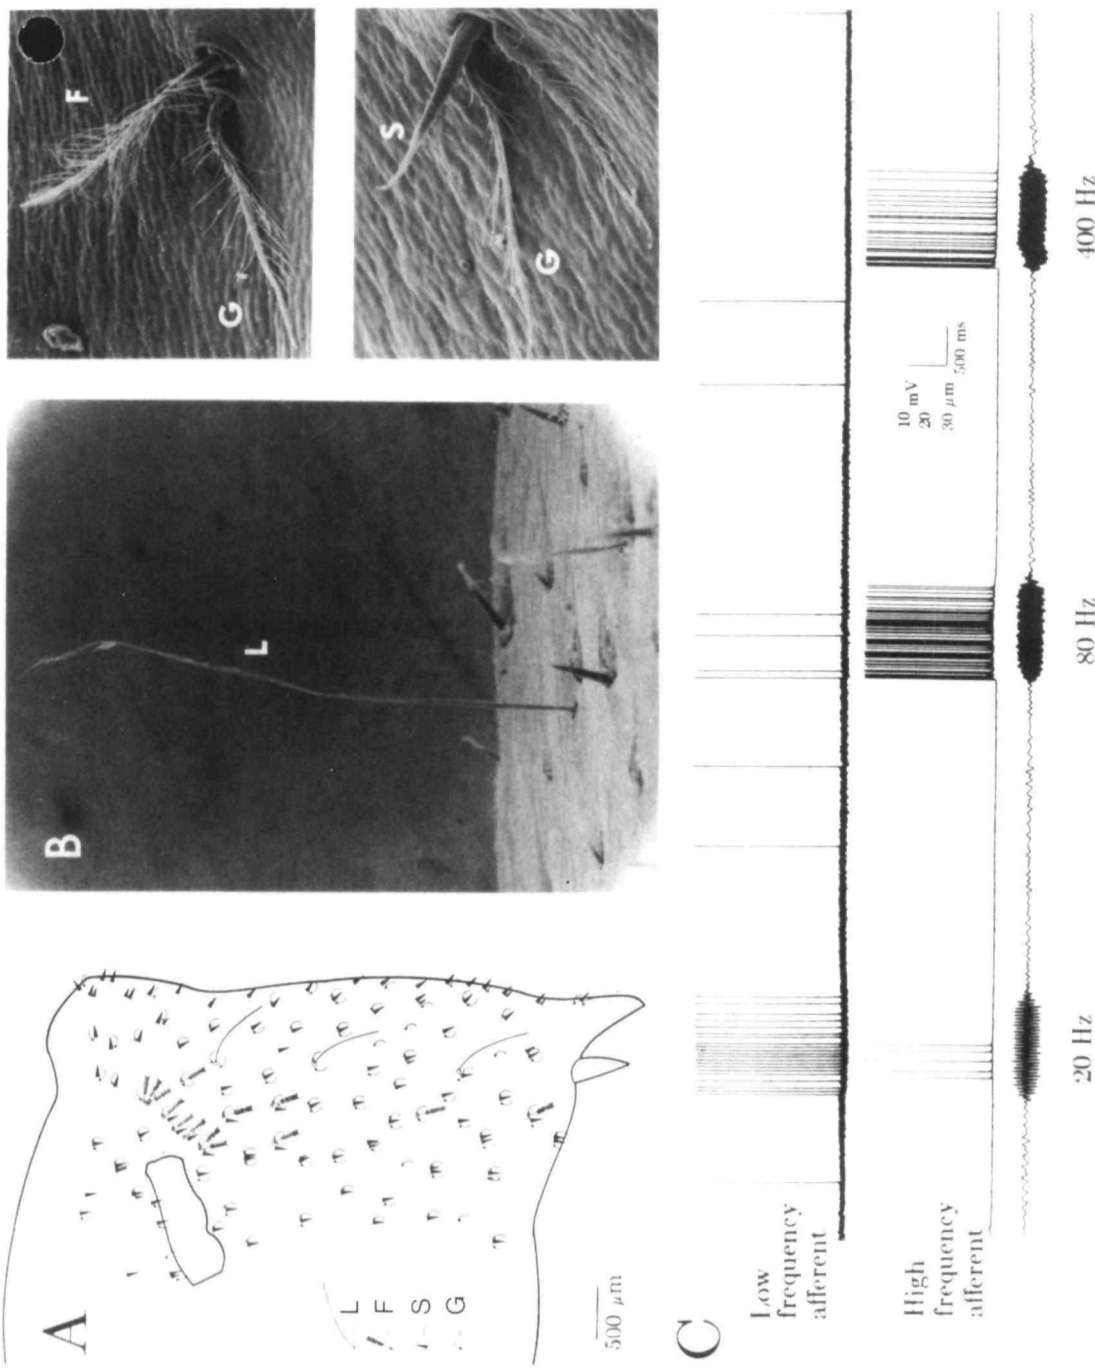 A
L
F
S
G
500 µm
B
L
F
G
S
G
C
Low
frequency
afferent
High
frequency
afferent
10 mV
20
30 µm
500 ms
20 Hz
80 Hz
400 Hz